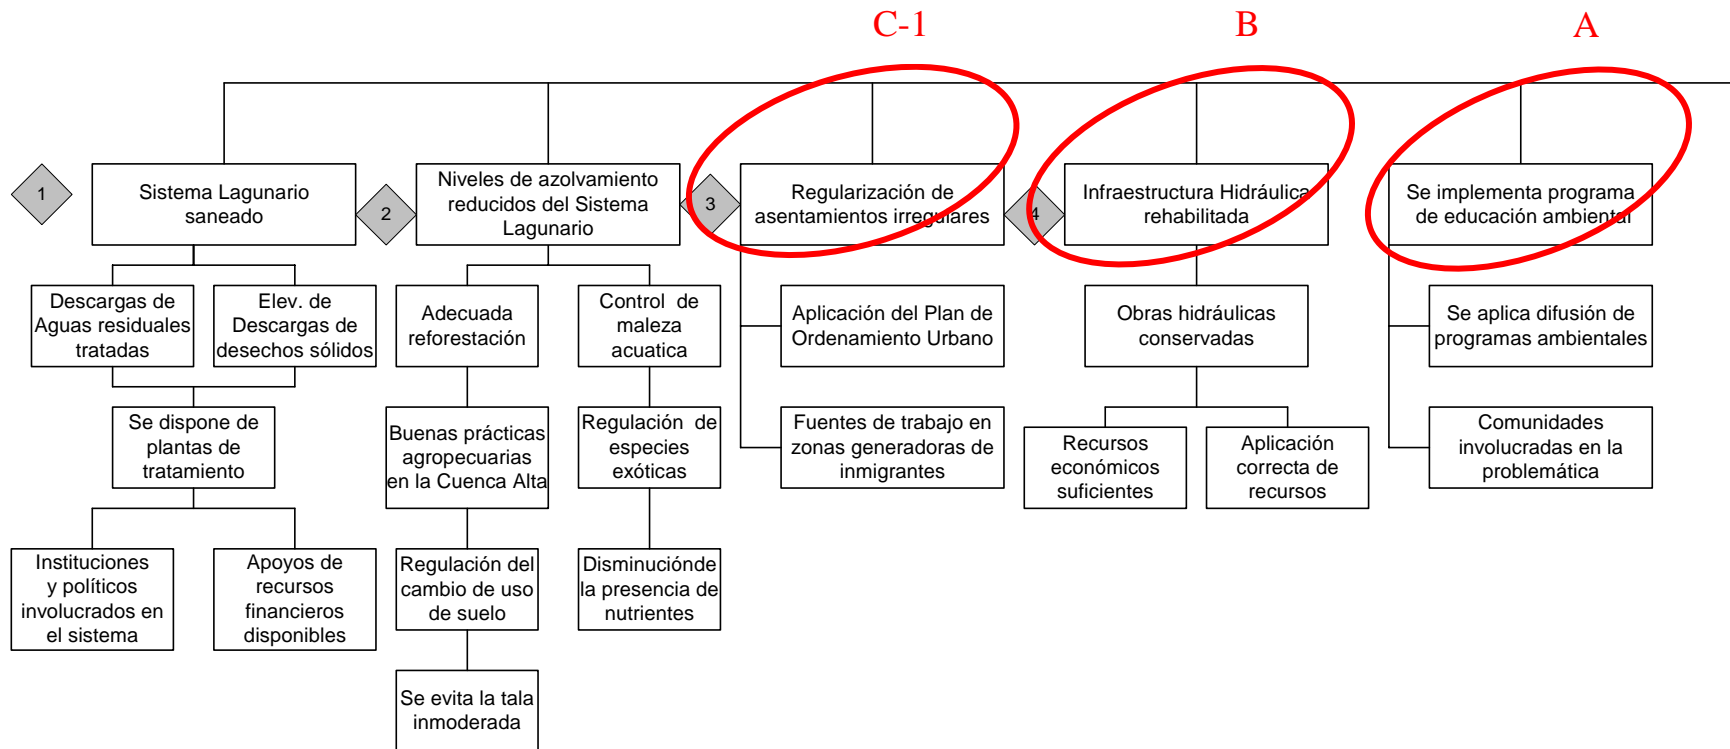 C-1
B
A
1
Sistema Lagunario
saneado
2
Niveles de azolvamiento
reducidos del Sistema
Lagunario
3
Regularización de
asentamientos irregulares
4
Infraestructura Hidráulica
rehabilitada
Se implementa programa
de educación ambiental
Descargas de
Aguas residuales
tratadas
Elev. de
Descargas de
desechos sólidos
Adecuada
reforestación
Control de
maleza
acuatica
Aplicación del Plan de
Ordenamiento Urbano
Obras hidráulicas
conservadas
Se aplica difusión de
programas ambientales
Se dispone de
plantas de
tratamiento
Buenas prácticas
agropecuarias
en la Cuenca Alta
Regulación de
especies
exóticas
Fuentes de trabajo en
zonas generadoras de
inmigrantes
Recursos
económicos
suficientes
Aplicación
correcta de
recursos
Comunidades
involucradas en la
problemática
Instituciones
y políticos
involucrados en
el sistema
Apoyos de
recursos
financieros
disponibles
Regulación del
cambio de uso
de suelo
Disminuciónde
la presencia de
nutrientes
Se evita la tala
inmoderada